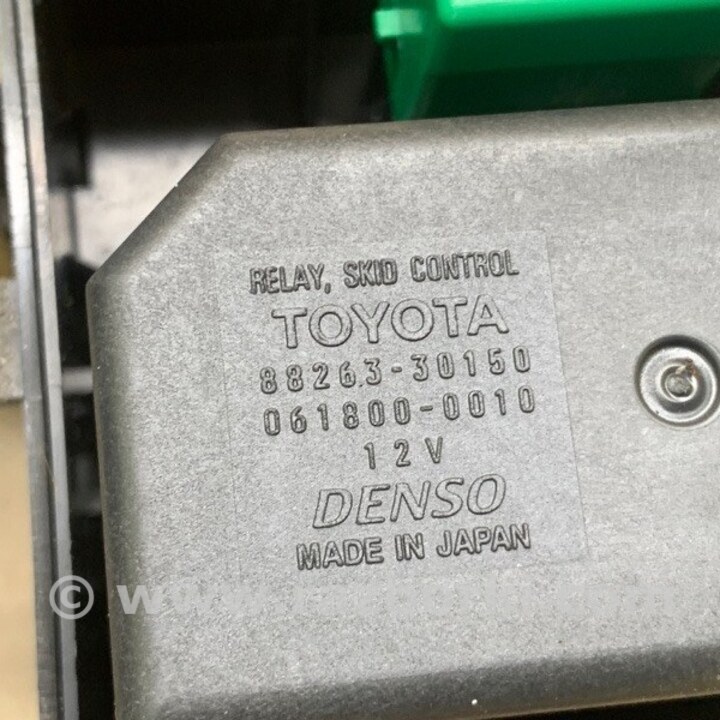 RELAY, SKID CONTROL
TOYOTA
88263-30150
061800-0010
12V
DENSO
MADE IN JAPAN